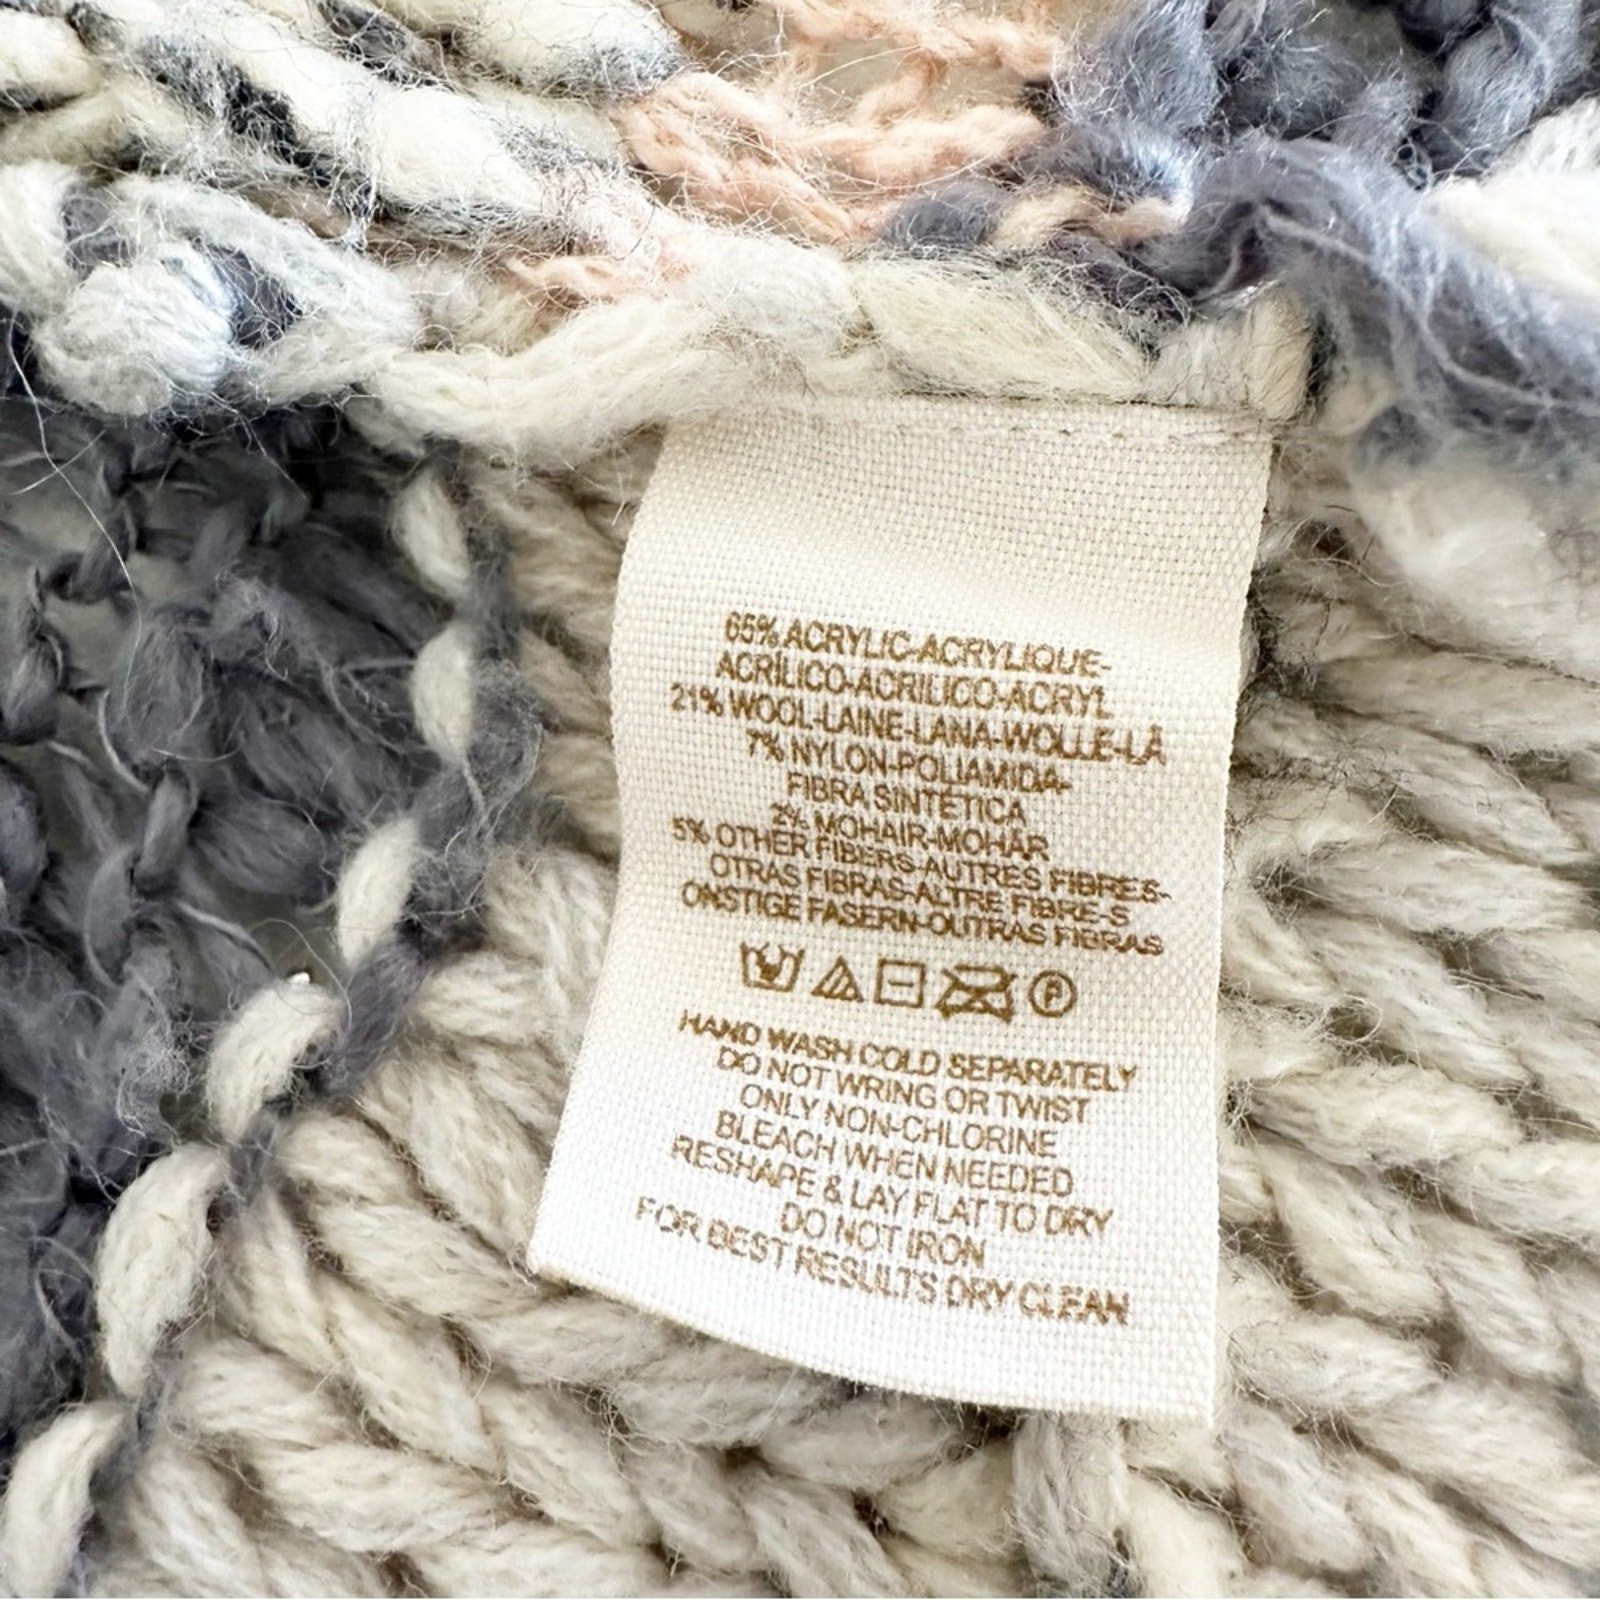 65% ACRYLIC-ACRYLIQUE-
ACRÍLICO-ACRILICO-ACRYL
21% WOOL-LAINE-LANA-WOLLE-LÃ
7% NYLON-POLIAMIDA-
FIBRA SINTÉTICA
2% MOHAIR-MOHAR
5% OTHER FIBERS-AUTRES FIBRES-
OTRAS FIBRAS-ALTRE FIBRE-S
ONSTIGE FASERN-OUTRAS FIBRAS
P
HAND WASH COLD SEPARATELY
DO NOT WRING OR TWIST
ONLY NON-CHLORINE
BLEACH WHEN NEEDED
RESHAPE & LAY FLAT TO DRY
DO NOT IRON
FOR BEST RESULTS DRY CLEAN